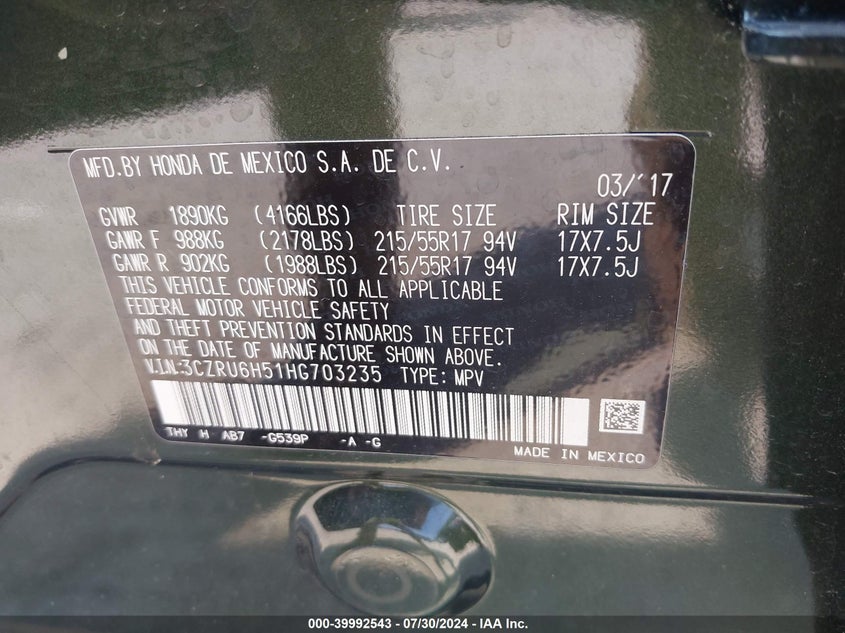 MFD.BY HONDA DE MEXICO S.A. DE C.V.
03/'17
GVWR 1890KG (4166LBS) TIRE SIZE RIM SIZE
GAWR F 988KG (2178LBS) 215/55R17 94V 17X7.5J
GAWR R 902KG (1988LBS) 215/55R17 94V 17X7.5J
THIS VEHICLE CONFORMS TO ALL APPLICABLE
FEDERAL MOTOR VEHICLE SAFETY
AND THEFT PREVENTION STANDARDS IN EFFECT
ON THE DATE OF MANUFACTURE SHOWN ABOVE.
V.I.N:3CZRU6H51HG703235 TYPE: MPV
THY H AB7 -G539P -A -G
MADE IN MEXICO
000-39992543 - 07/30/2024 - IAA Inc.